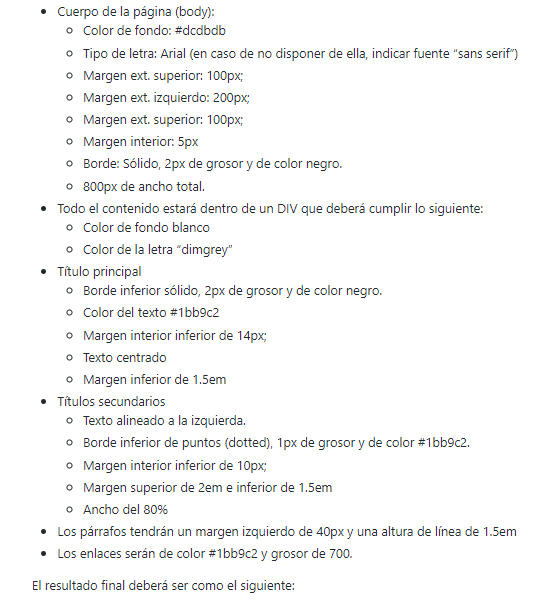 • Cuerpo de la página (body):
○ Color de fondo: #dcdbdb
○ Tipo de letra: Arial (en caso de no disponer de ella, indicar fuente “sans serif”)
○ Margen ext. superior: 100px;
○ Margen ext. izquierdo: 200px;
○ Margen ext. superior: 100px;
○ Margen interior: 5px
○ Borde: Sólido, 2px de grosor y de color negro.
○ 800px de ancho total.
• Todo el contenido estará dentro de un DIV que deberá cumplir lo siguiente:
○ Color de fondo blanco
○ Color de la letra “dimgrey”
• Título principal
○ Borde inferior sólido, 2px de grosor y de color negro.
○ Color del texto #1bb9c2
○ Margen interior inferior de 14px;
○ Texto centrado
○ Margen inferior de 1.5em
• Títulos secundarios
○ Texto alineado a la izquierda.
○ Borde inferior de puntos (dotted), 1px de grosor y de color #1bb9c2.
○ Margen interior inferior de 10px;
○ Margen superior de 2em e inferior de 1.5em
○ Ancho del 80%
• Los párrafos tendrán un margen izquierdo de 40px y una altura de línea de 1.5em
• Los enlaces serán de color #1bb9c2 y grosor de 700.
El resultado final deberá ser como el siguiente: